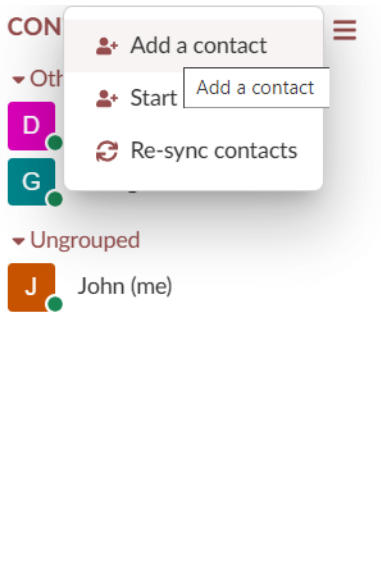 CON
Add a contact
Oth
Start
Add a contact
D
Re-sync contacts
G
Ungrouped
J
John (me)